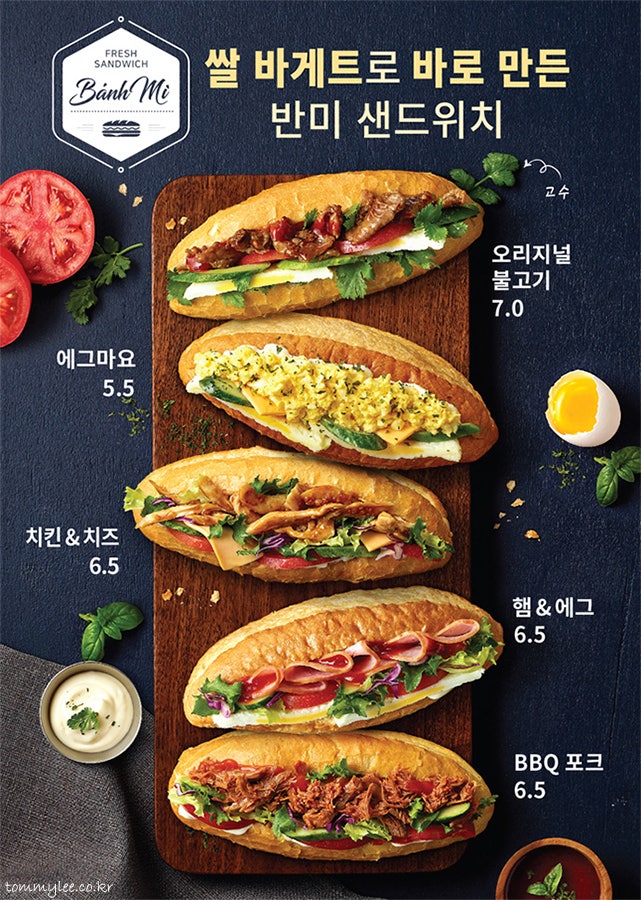 FRESH
SANDWICH
Bánh Mì
쌀 바게트로 바로 만든
반미 샌드위치
고수
오리지널
불고기
7.0
에그마요
5.5
치킨&치즈
6.5
햄&에그
6.5
BBQ 포크
6.5
tommylee.co.kr